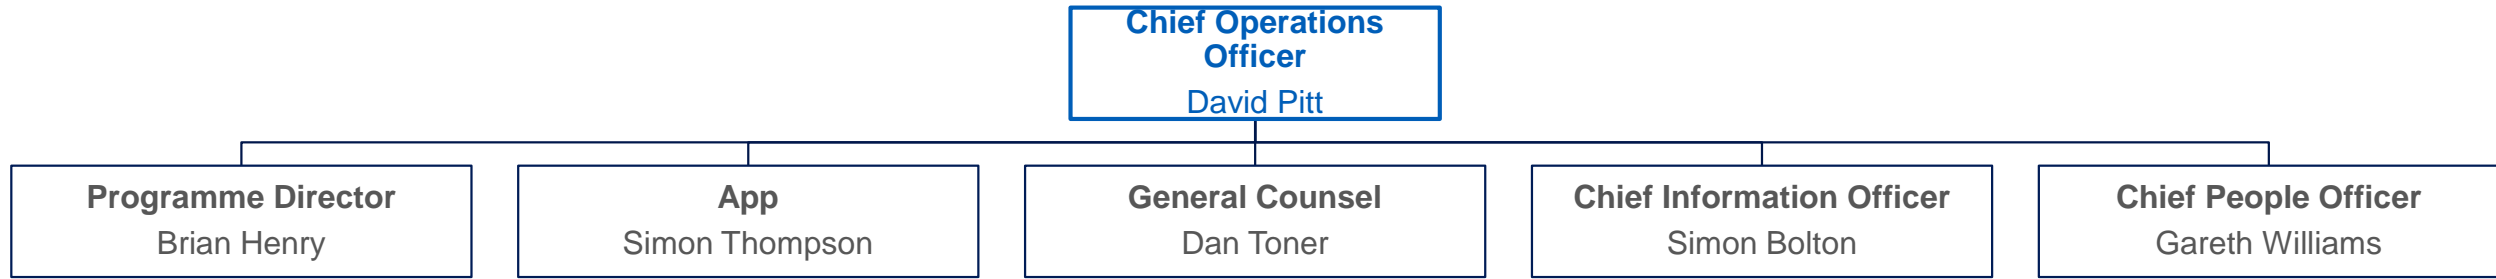 Chief Operations
Officer
David Pitt
Programme Director
Brian Henry
App
Simon Thompson
General Counsel
Dan Toner
Chief Information Officer
Simon Bolton
Chief People Officer
Gareth Williams